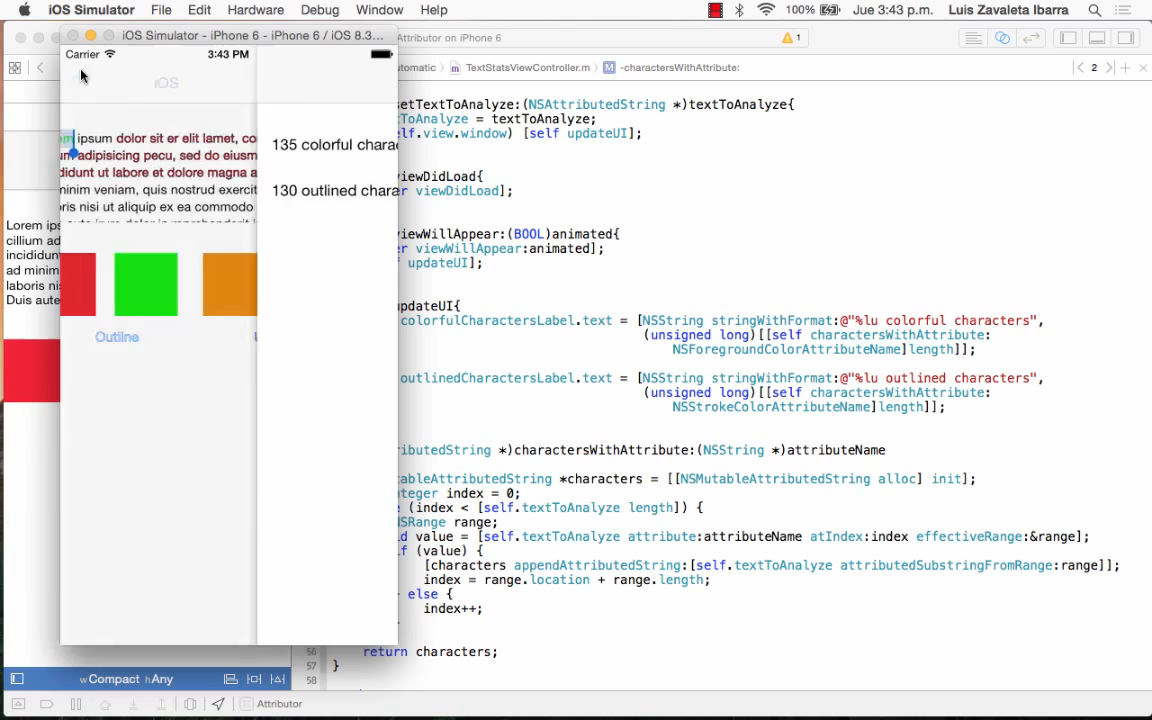 iOS Simulator File Edit Hardware Debug Window Help 100% Jue 3:43 p.m. Luis Zavaleta Ibarra
iOS Simulator - iPhone 6 - iPhone 6 / iOS 8.3...
Attributor on iPhone 6
1
Carrier 3:43 PM
iOS
utomatic
TextStatsViewController.m
-charactersWithAttribute:
2
ipsum dolor sit er elit lamet, co
adipisicing pecu, sed do eiusm
didunt ut labore et dolore magna a
minim veniam, quis nostrud exercit
oris nisi ut aliquip ex ea commodo
135 colorful chara
130 outlined chara
Outline
Lorem ips
cillium ad
incididunt
ad minim
laboris nis
Duis aute
setTextToAnalyze:(NSAttributedString *)textToAnalyze{
tToAnalyze = textToAnalyze;
lf.view.window) [self updateUI];
viewDidLoad{
r viewDidLoad];
viewWillAppear:(BOOL)animated{
r viewWillAppear:animated];
updateUI];
updateUI{
colorfulCharactersLabel.text = [NSString stringWithFormat:@"%lu colorful characters",
(unsigned long)[[self charactersWithAttribute:
NSForegroundColorAttributeName]length]];
outlinedCharactersLabel.text = [NSString stringWithFormat:@"%lu outlined characters",
(unsigned long)[[self charactersWithAttribute:
NSStrokeColorAttributeName]length]];
ributedString *)charactersWithAttribute:(NSString *)attributeName
tableAttributedString *characters = [[NSMutableAttributedString alloc] init];
nteger index = 0;
e (index < [self.textToAnalyze length]) {
NSRange range;
d value = [self.textToAnalyze attribute:attributeName atIndex:index effectiveRange:&range];
f (value) {
[characters appendAttributedString:[self.textToAnalyze attributedSubstringFromRange:range]];
index = range.location + range.length;
else {
index++;
56 return characters;
57 }
58
wCompact hAny
Attributor